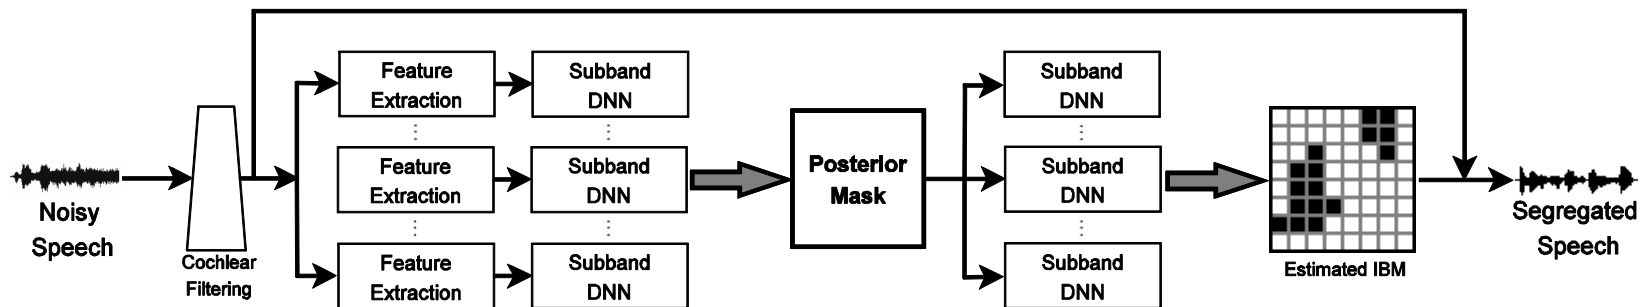 Noisy
Speech
Cochlear
Filtering
Feature
Extraction
Subband
DNN
Feature
Extraction
Subband
DNN
Feature
Extraction
Subband
DNN
Posterior
Mask
Subband
DNN
Subband
DNN
Subband
DNN
Estimated IBM
Segregated
Speech